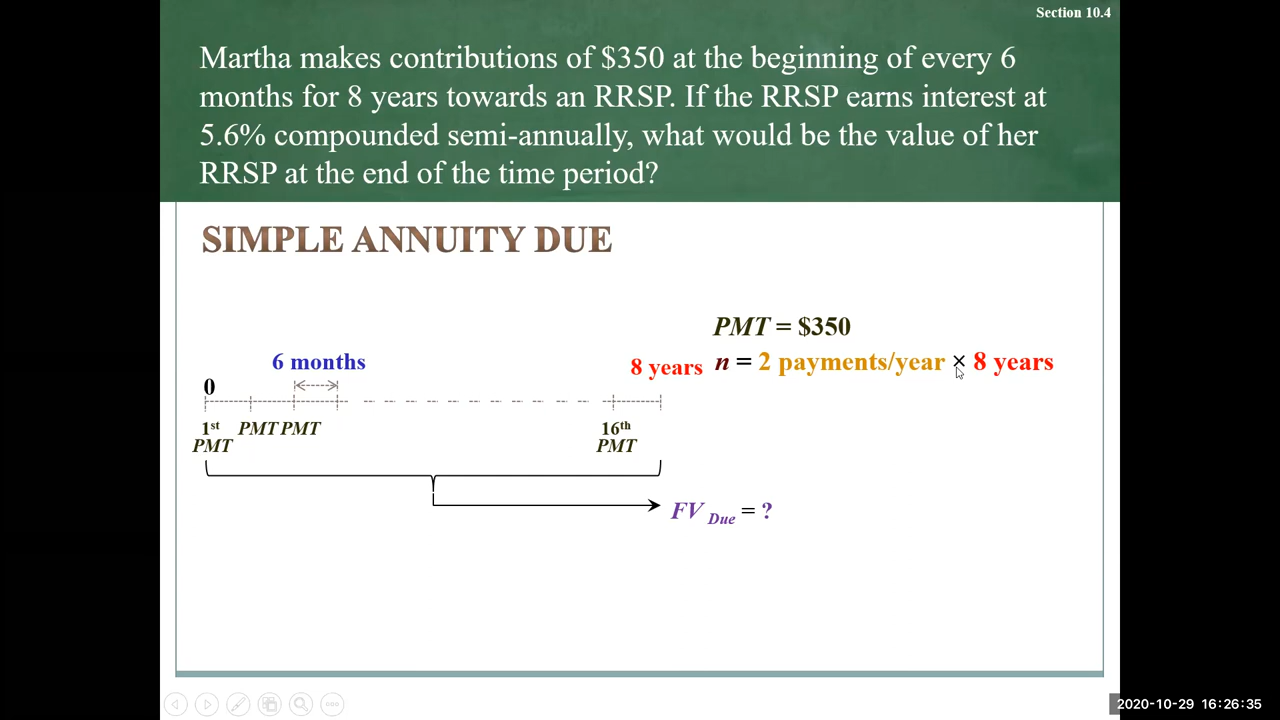 Section 10.4
Martha makes contributions of $350 at the beginning of every 6
months for 8 years towards an RRSP. If the RRSP earns interest at
5.6% compounded semi-annually, what would be the value of her
RRSP at the end of the time period?
SIMPLE ANNUITY DUE
PMT = $350
n = 2 payments/year × 8 years
6 months
8 years
0
1st PMT PMT PMT
16th PMT
FV Due = ?
2020-10-29 16:26:35